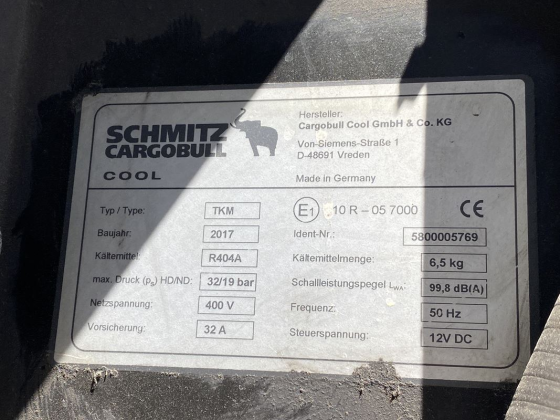 SCHMITZ
CARGOBULL
COOL
Hersteller:
Cargobull Cool GmbH & Co. KG
Von-Siemens-Straße 1
D-48691 Vreden
Made in Germany
Typ / Type: TKM
E1 10 R – 05 7000 CE
Baujahr: 2017
Ident-Nr.: 5800005769
Kältemittel: R404A
Kältemittelmenge: 6,5 kg
max. Druck (ps) HD/ND: 32/19 bar
Schallleistungspegel LWA: 99,8 dB(A)
Netzspannung: 400 V
Frequenz: 50 Hz
Versicherung: 32 A
Steuerspannung: 12V DC